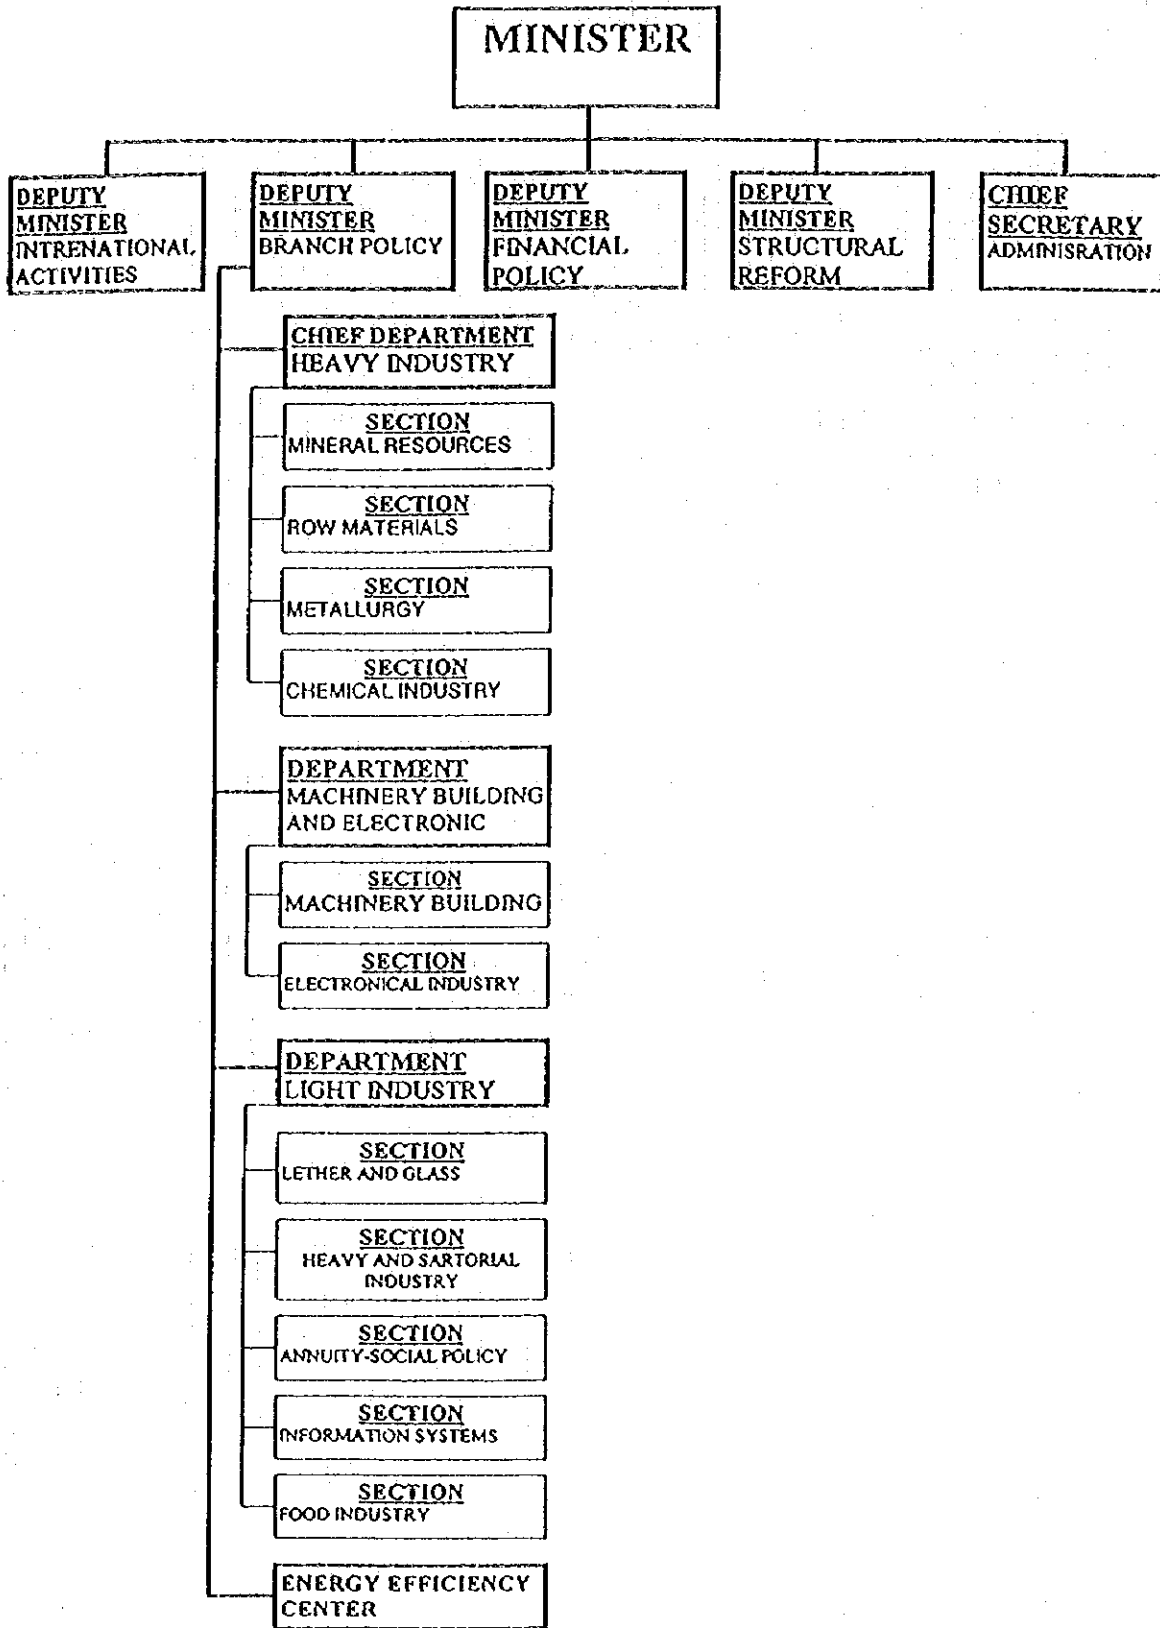 MINISTER
DEPUTY
MINISTER
INTRENATIONAL
ACTIVITIES
DEPUTY
MINISTER
BRANCH POLICY
DEPUTY
MINISTER
FINANCIAL
POLICY
DEPUTY
MINISTER
STRUCTURAL
REFORM
CHIEF
SECRETARY
ADMINISRATION
CHIEF DEPARTMENT
HEAVY INDUSTRY
SECTION
MINERAL RESOURCES
SECTION
ROW MATERIALS
SECTION
METALLURGY
SECTION
CHEMICAL INDUSTRY
DEPARTMENT
MACHINERY BUILDING
AND ELECTRONIC
SECTION
MACHINERY BUILDING
SECTION
ELECTRONICAL INDUSTRY
DEPARTMENT
LIGHT INDUSTRY
SECTION
LETHER AND GLASS
SECTION
HEAVY AND SARTORIAL
INDUSTRY
SECTION
ANNUITY-SOCIAL POLICY
SECTION
INFORMATION SYSTEMS
SECTION
FOOD INDUSTRY
ENERGY EFFICIENCY
CENTER